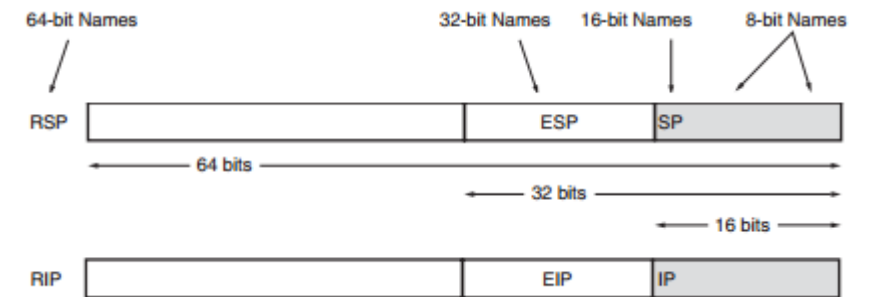 64-bit Names 32-bit Names 16-bit Names 8-bit Names
RSP ESP SP
64 bits
32 bits
16 bits
RIP EIP IP